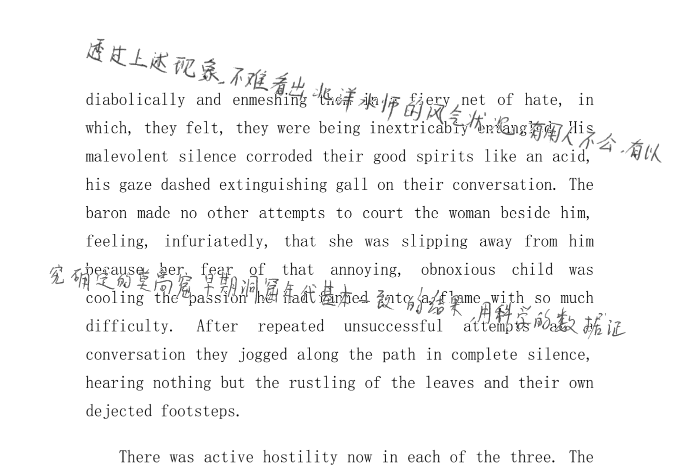 透过上述现象,不难看出北洋水师的风气状况,有用人不公,有以
diabolically and enmeshing them in a fiery net of hate, in
which, they felt, they were being inextricably entangled. His
malevolent silence corroded their good spirits like an acid,
his gaze dashed extinguishing gall on their conversation. The
baron made no other attempts to court the woman beside him,
feeling, infuriatedly, that she was slipping away from him
究确定的莫高窟早期洞窟年代基本一致的结果,用科学的数据证
because her fear of that annoying, obnoxious child was
cooling the passion he had fanned into a flame with so much
difficulty. After repeated unsuccessful attempts at
conversation they jogged along the path in complete silence,
hearing nothing but the rustling of the leaves and their own
dejected footsteps.
There was active hostility now in each of the three. The